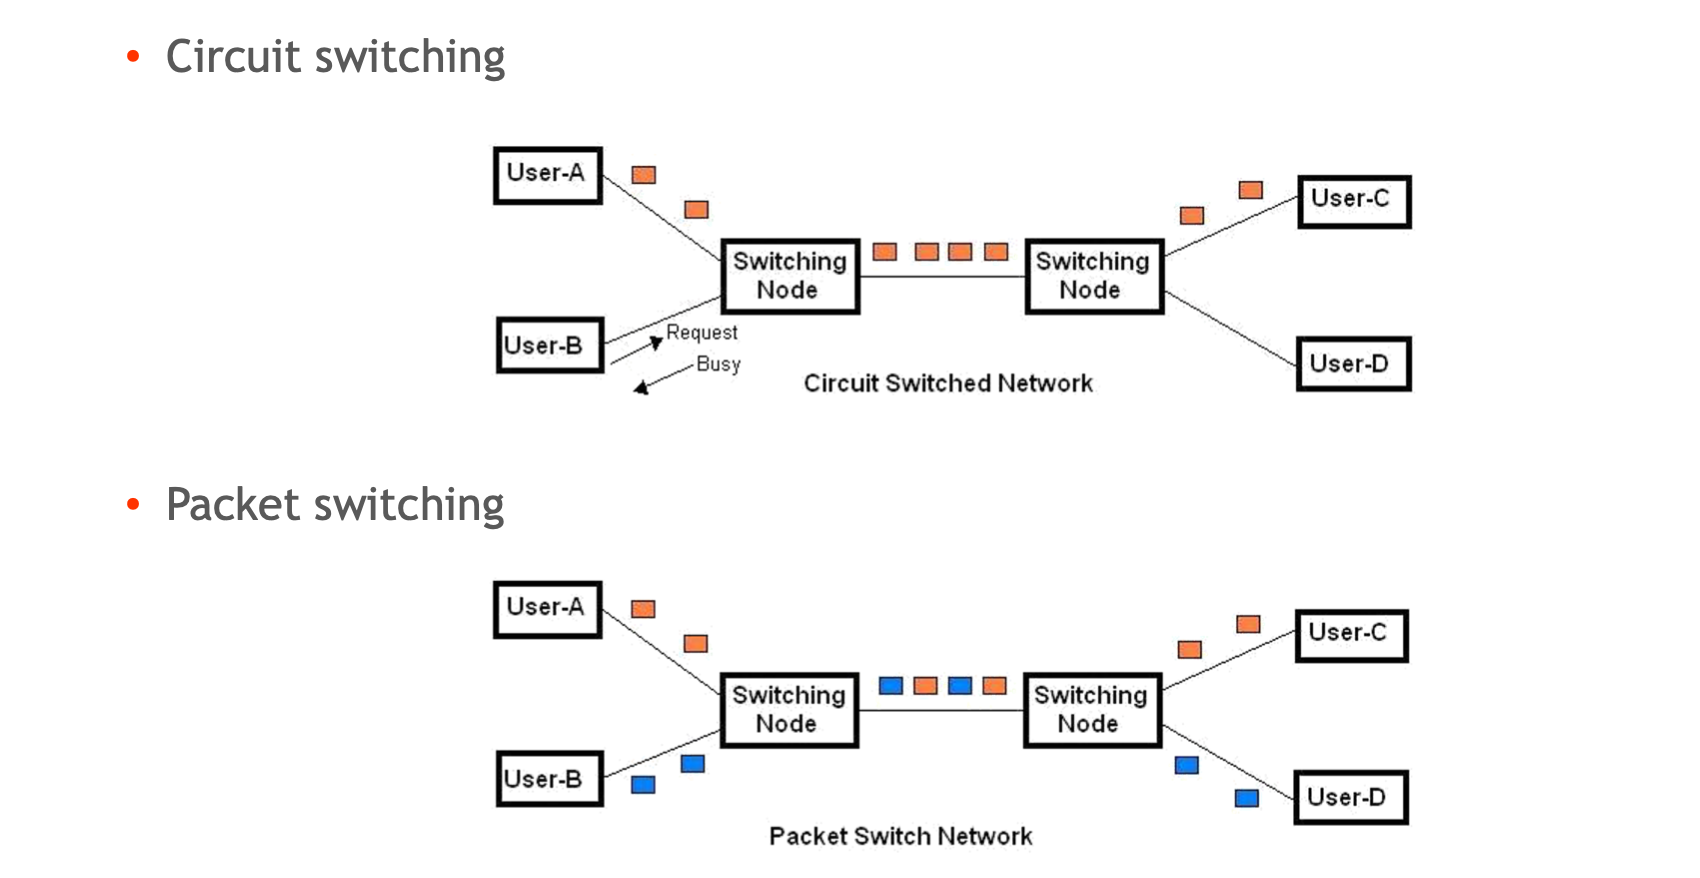 • Circuit switching
User-A
User-C
Switching
Node
Switching
Node
Request
User-B
Busy
User-D
Circuit Switched Network
• Packet switching
User-A
User-C
Switching
Node
Switching
Node
User-B
User-D
Packet Switch Network